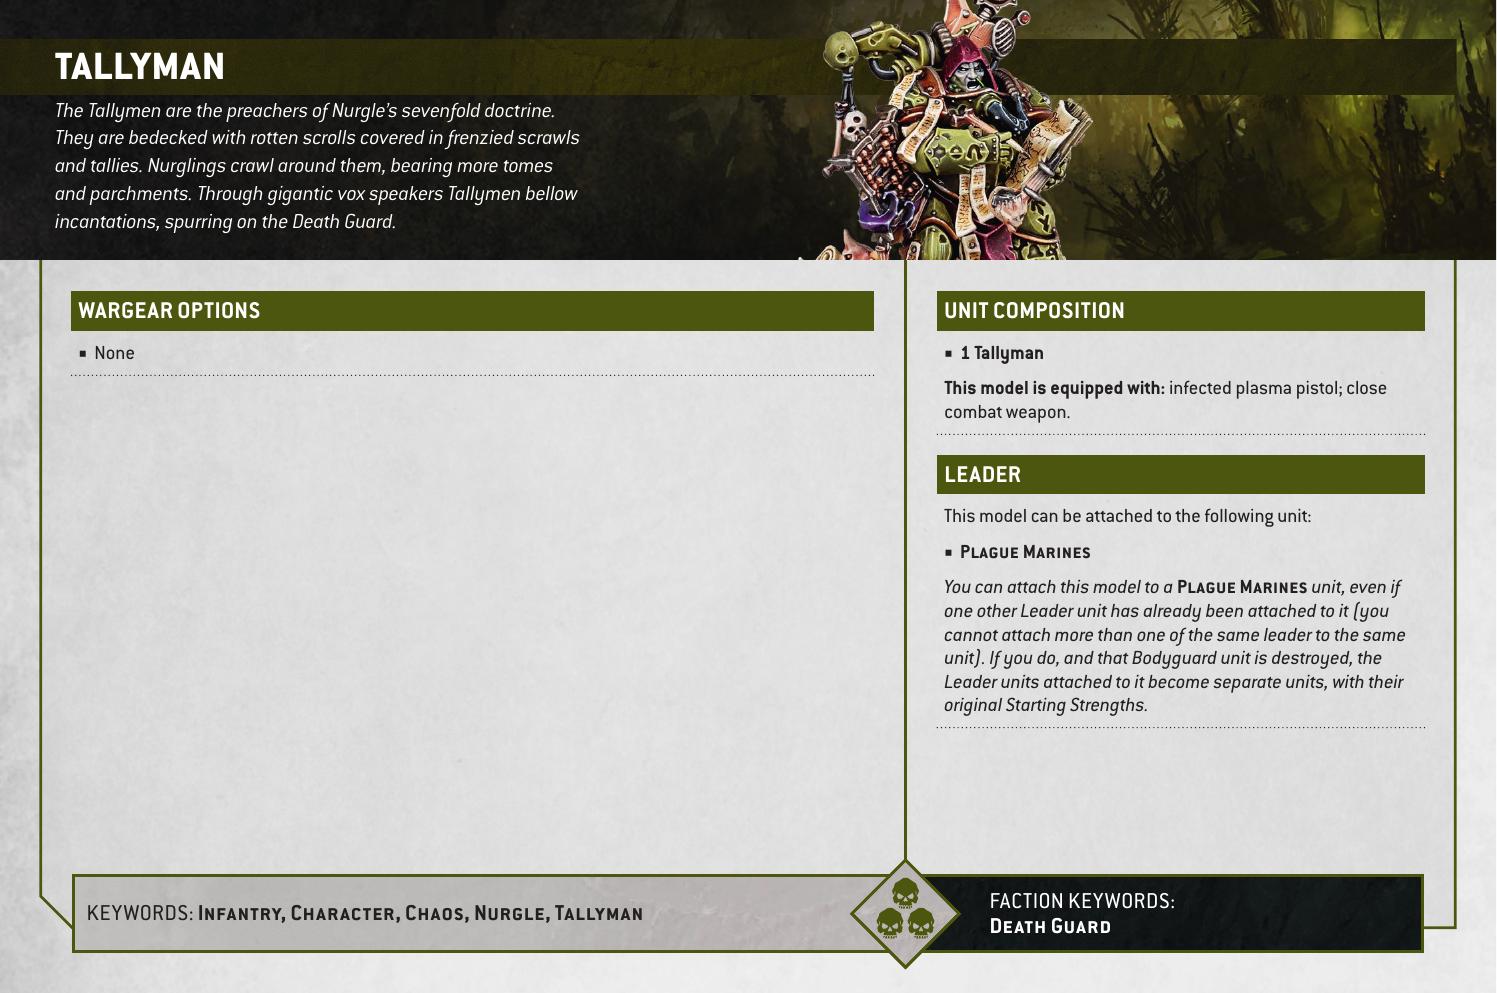 TALLYMAN
The Tallymen are the preachers of Nurgle's sevenfold doctrine.
They are bedecked with rotten scrolls covered in frenzied scrawls
and tallies. Nurglings crawl around them, bearing more tomes
and parchments. Through gigantic vox speakers Tallymen bellow
incantations, spurring on the Death Guard.
WARGEAR OPTIONS
■ None
UNIT COMPOSITION
■ 1 Tallyman
This model is equipped with: infected plasma pistol; close
combat weapon.
LEADER
This model can be attached to the following unit:
■ Plague Marines
You can attach this model to a Plague Marines unit, even if
one other Leader unit has already been attached to it (you
cannot attach more than one of the same leader to the same
unit). If you do, and that Bodyguard unit is destroyed, the
Leader units attached to it become separate units, with their
original Starting Strengths.
KEYWORDS: Infantry, Character, Chaos, Nurgle, Tallyman
FACTION KEYWORDS:
Death Guard